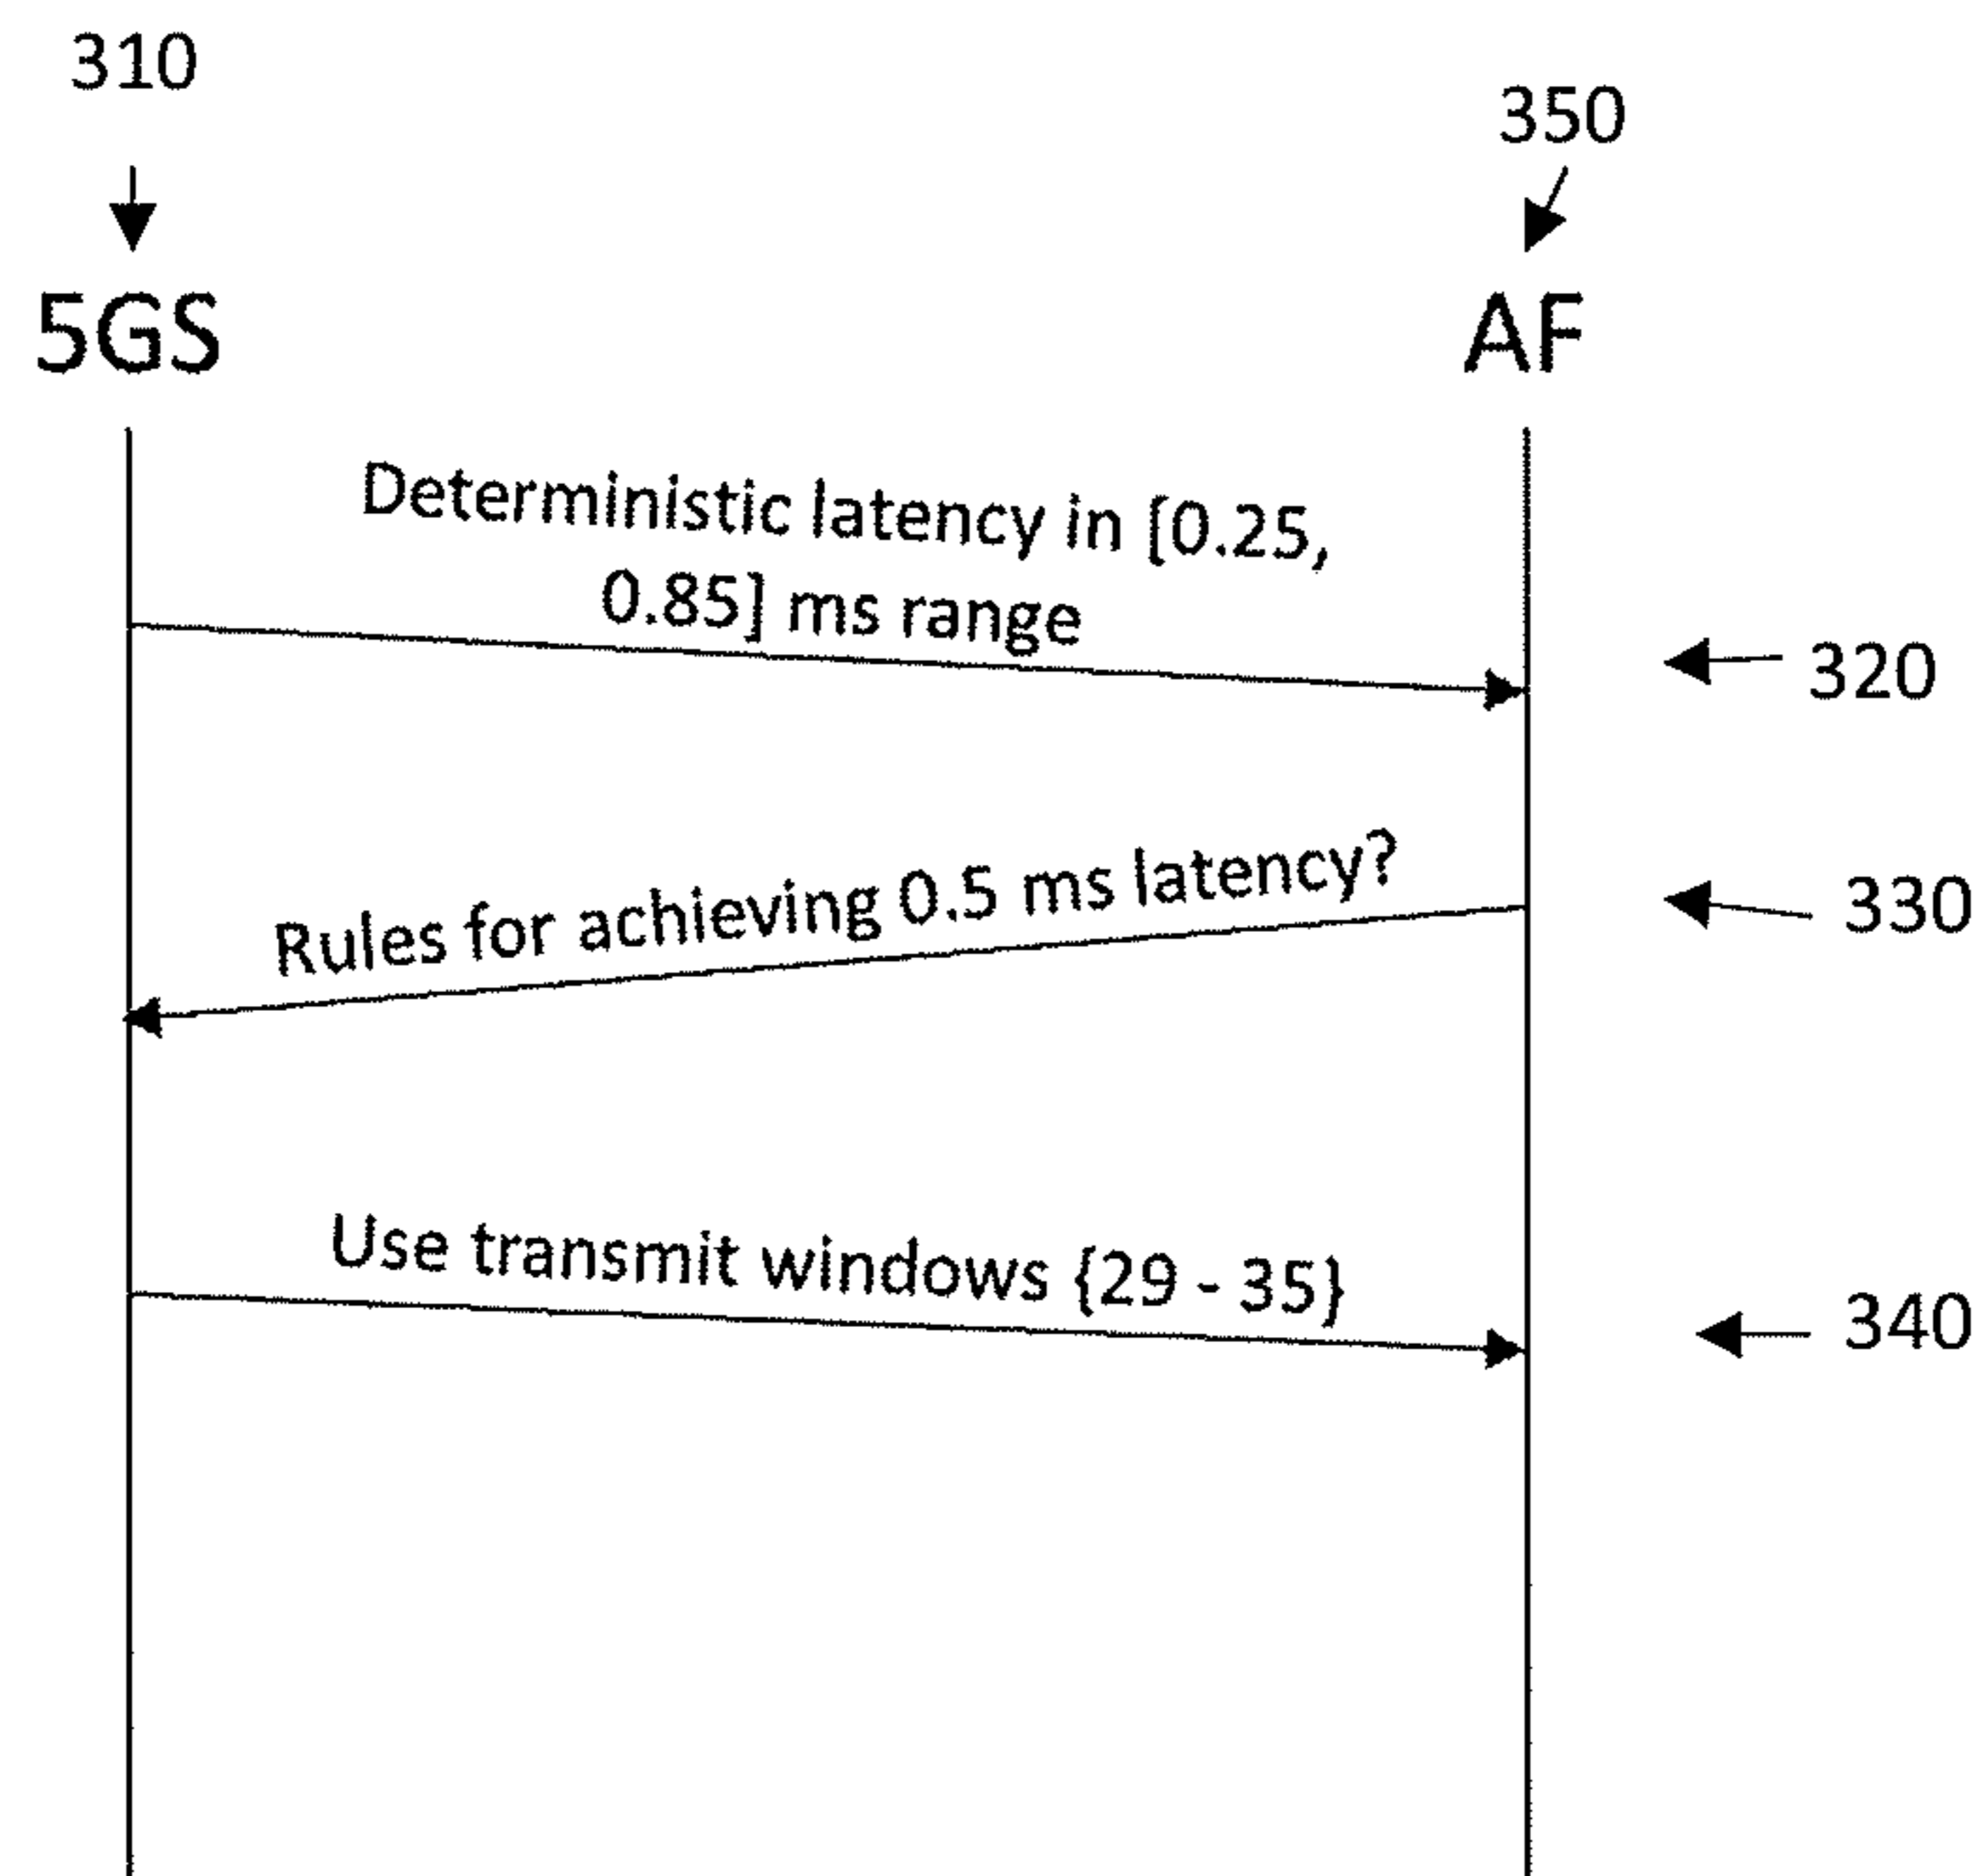 310
350
5GS
AF
Deterministic latency in [0.25,
0.85] ms range
320
Rules for achieving 0.5 ms latency?
330
Use transmit windows {29 - 35}
340